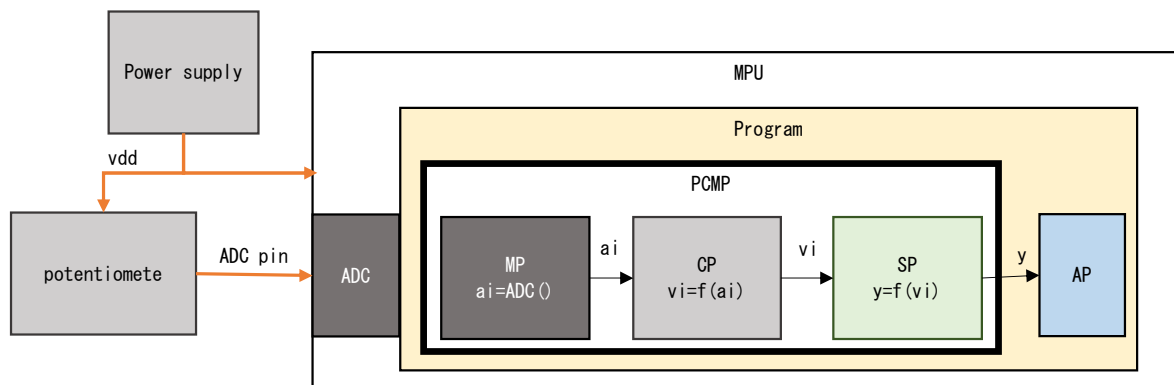 Power supply
MPU
Program
vdd
PCMP
potentiomete
ADC pin
ADC
MP
ai=ADC()
ai
CP
vi=f(ai)
vi
SP
y=f(vi)
y
AP